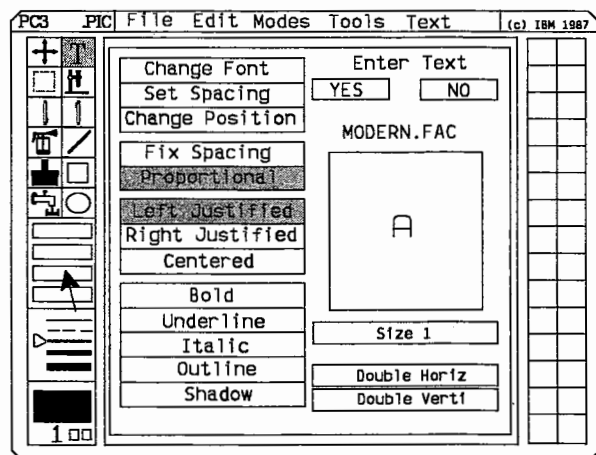 PC3 .PIC File Edit Modes Tools Text (c) IBM 1987
T
Change Font
Set Spacing
Change Position
Fix Spacing
Proportional
Left Justified
Right Justified
Centered
Bold
Underline
Italic
Outline
Shadow
Enter Text
YES NO
MODERN.FAC
A
Size 1
Double Horiz
Double Verti
1